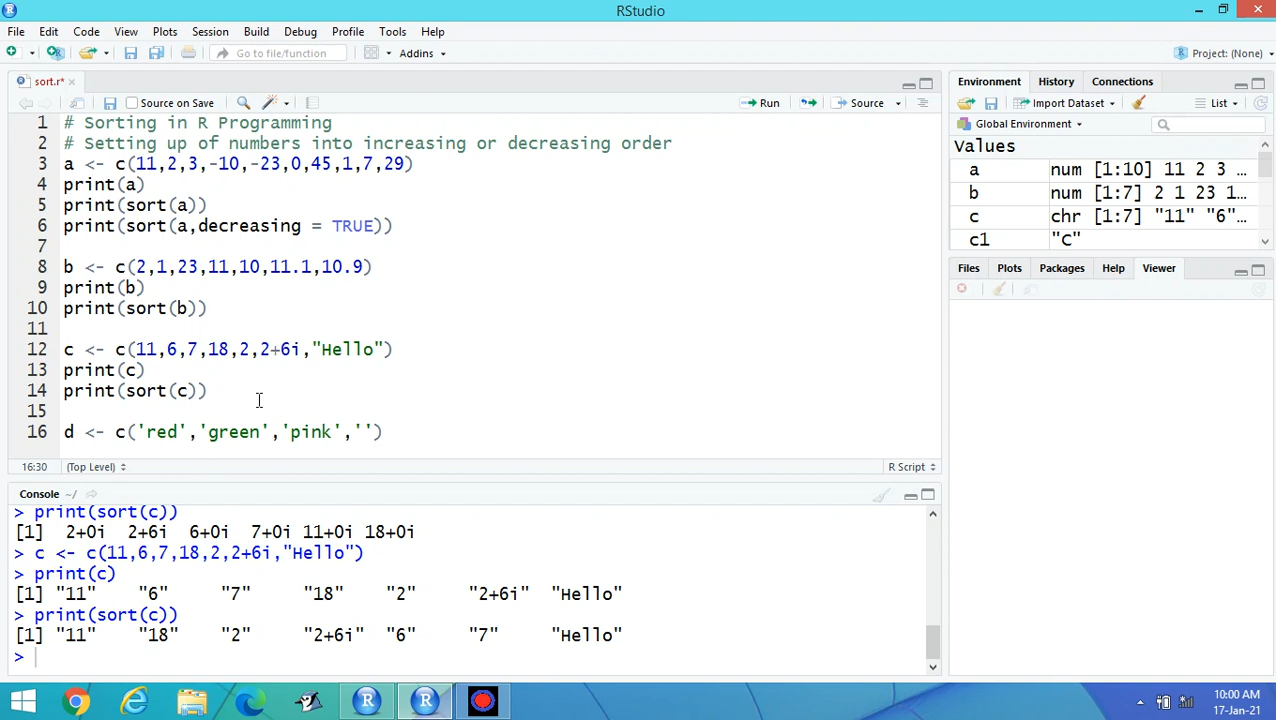 RStudio
File Edit Code View Plots Session Build Debug Profile Tools Help
Go to file/function Addins Project: (None)
sort.r*
Source on Save Run Source
1 # Sorting in R Programming
2 # Setting up of numbers into increasing or decreasing order
3 a <- c(11,2,3,-10,-23,0,45,1,7,29)
4 print(a)
5 print(sort(a))
6 print(sort(a,decreasing = TRUE))
7
8 b <- c(2,1,23,11,10,11.1,10.9)
9 print(b)
10 print(sort(b))
11
12 c <- c(11,6,7,18,2,2+6i,"Hello")
13 print(c)
14 print(sort(c))
15
16 d <- c('red','green','pink','')
16:30 (Top Level) R Script
Console ~/
> print(sort(c))
[1] 2+0i 2+6i 6+0i 7+0i 11+0i 18+0i
> c <- c(11,6,7,18,2,2+6i,"Hello")
> print(c)
[1] "11" "6" "7" "18" "2" "2+6i" "Hello"
> print(sort(c))
[1] "11" "18" "2" "2+6i" "6" "7" "Hello"
>
Environment History Connections
Import Dataset List
Global Environment
Values
a num [1:10] 11 2 3 ...
b num [1:7] 2 1 23 1...
c chr [1:7] "11" "6"...
c1 "C"
Files Plots Packages Help Viewer
10:00 AM
17-Jan-21